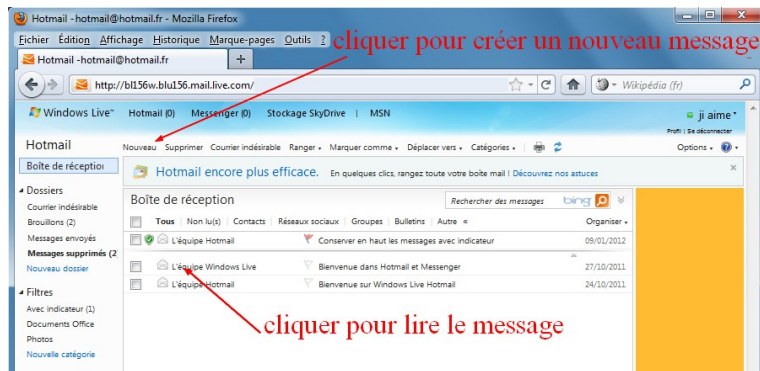 Hotmail -hotmail@hotmail.fr - Mozilla Firefox
Fichier Édition Affichage Historique Marque-pages Outils ?
cliquer pour créer un nouveau message
Hotmail -hotmail@hotmail.fr
http://bl156w.blu156.mail.live.com/
Wikipédia (fr)
Windows Live™ Hotmail (0) Messenger (0) Stockage SkyDrive | MSN
ji aime
Profil | Se déconnecter
Hotmail
Nouveau Supprimer Courrier indésirable Ranger Marquer comme Déplacer vers Catégories
Options
Boîte de réception
Hotmail encore plus efficace. En quelques clics, rangez toute votre boite mail ! Découvrez nos astuces
Dossiers
Courrier indésirable
Brouillons (2)
Messages envoyés
Messages supprimés (2
Nouveau dossier
Filtres
Avec indicateur (1)
Documents Office
Photos
Nouvelle catégorie
Boîte de réception
Rechercher des messages bing
Tous Non lu(s) Contacts Réseaux sociaux Groupes Bulletins Autre «
Organiser
L'équipe Hotmail Conserver en haut les messages avec indicateur 09/01/2012
L'équipe Windows Live Bienvenue dans Hotmail et Messenger 27/10/2011
L'équipe Hotmail Bienvenue sur Windows Live Hotmail 24/10/2011
cliquer pour lire le message